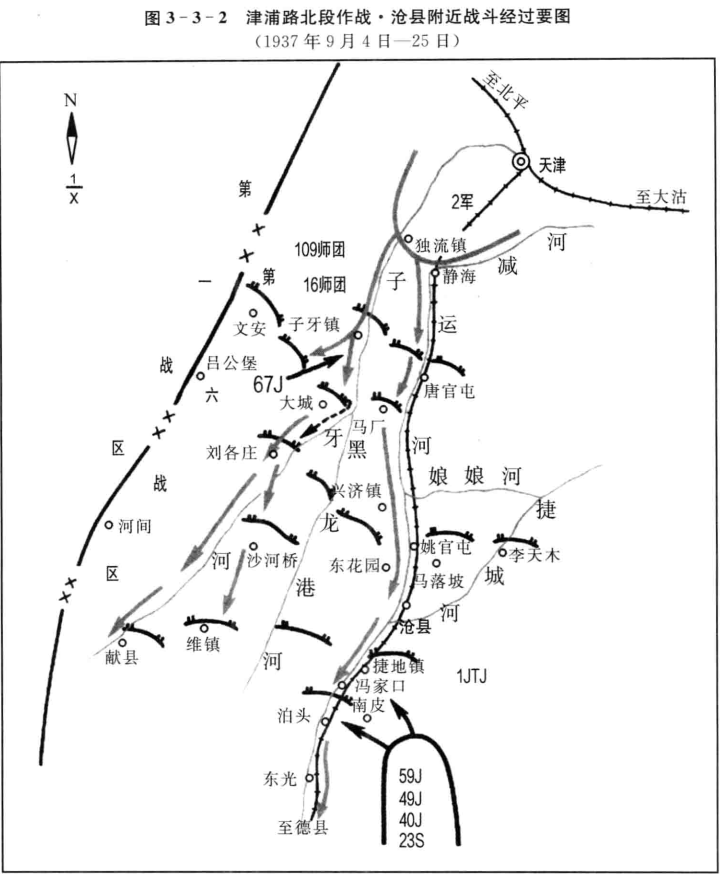 图3-3-2 津浦路北段作战·沧县附近战斗经过要图
（1937年9月4日—25日）
N
1
X
至北平
天津
至大沽
2军
第一战区
第六战区
109师团
16师团
独流镇
减河
静海
子牙河
运河
文安
子牙镇
吕公堡
67J
唐官屯
大城
马厂
刘各庄
黑龙港河
娘娘河
捷
城
河
兴济镇
河间
沙河桥
东花园
姚官屯
李天木
马落坡
沧县
献县
维镇
捷地镇
1JTJ
冯家口
南皮
泊头
东光
59J
49J
40J
23S
至德县